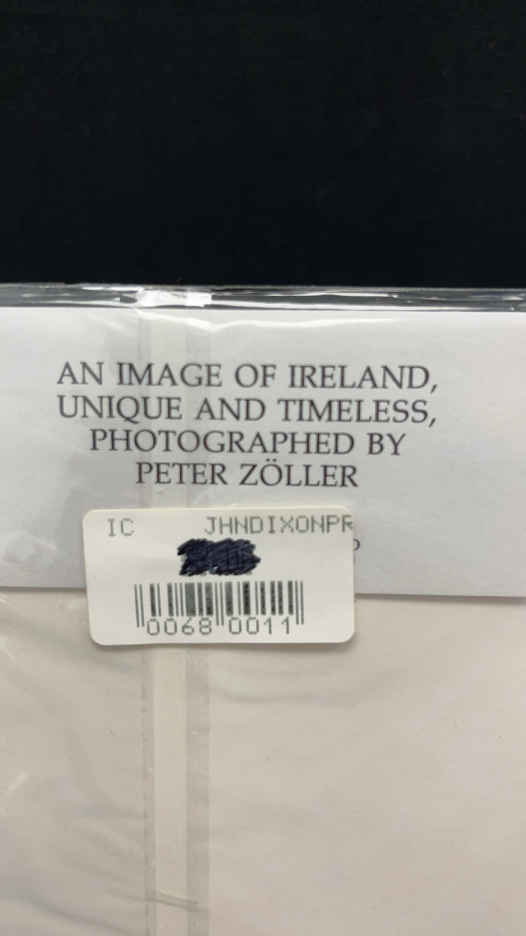 AN IMAGE OF IRELAND,
UNIQUE AND TIMELESS,
PHOTOGRAPHED BY
PETER ZÖLLER
IC JHNDIXONPR
0068 0011